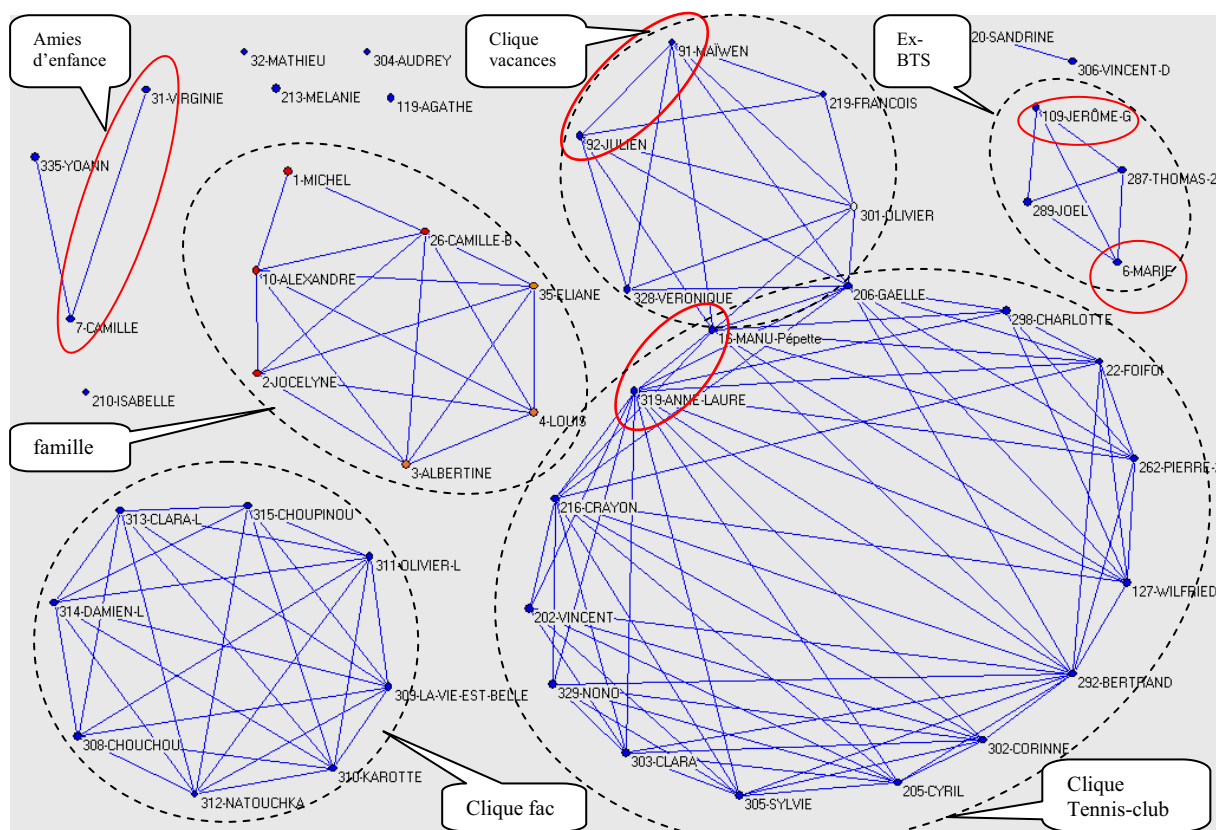 Amies
d'enfance
32-MATHIEU
304-AUDREY
Clique
vacances
91-MAÏWEN
Ex-
BTS
20-SANDRINE
306-VINCENT-D
31-VIRGINIE
213-MELANIE
119-AGATHE
219-FRANCOIS
109-JERÔME-G
335-YOANN
92-JULIEN
1-MICHEL
287-THOMAS-2
289-JOEL
301-OLIVIER
26-CAMILLE-B
10-ALEXANDRE
35-ELIANE
6-MARIE
7-CAMILLE
328-VERONIQUE
206-GAELLE
298-CHARLOTTE
16-MANU-Pépette
2-JOCELYNE
22-FOIFOI
210-ISABELLE
319-ANNE-LAURE
4-LOUIS
famille
3-ALBERTINE
262-PIERRE-
216-CRAYON
313-CLARA-L
315-CHOUPINOU
311-OLIVIER-L
127-WILFRIED
314-DAMIEN-L
202-VINCENT
309-LA-VIE-EST-BELLE
329-NONO
292-BERTRAND
308-CHOUCHOU
302-CORINNE
303-CLARA
310-KAROTTE
205-CYRIL
312-NATOUCHKA
305-SYLVIE
Clique fac
Clique
Tennis-club